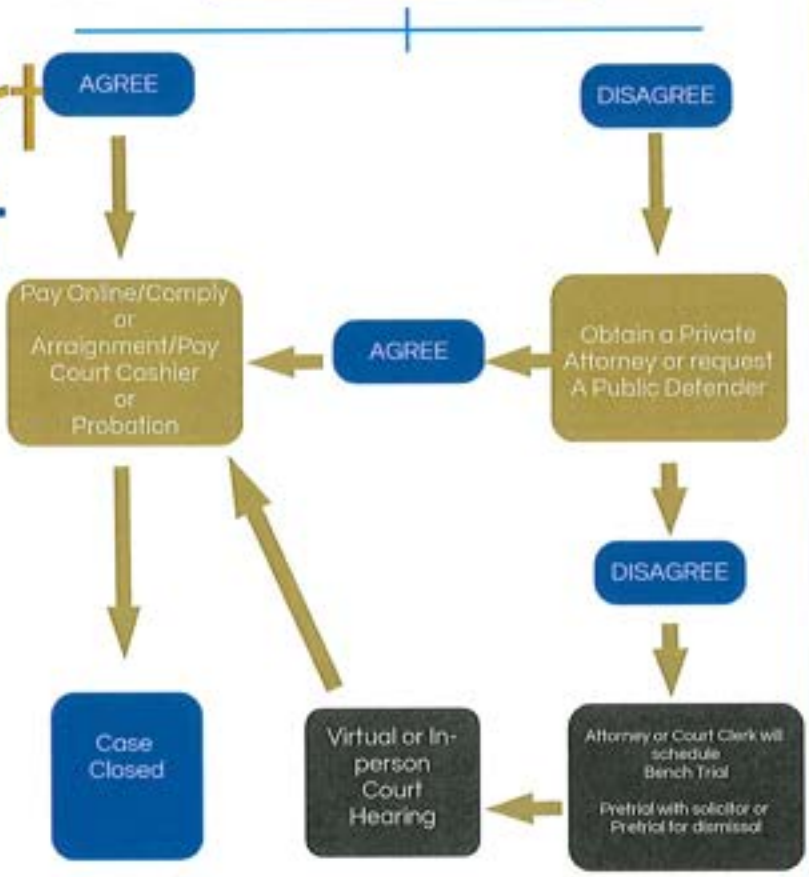 AGREE
DISAGREE
Pay Online/Comply
or
Arraignment/Pay
Court Cashier
or
Probation
AGREE
Obtain a Private
Attorney or request
A Public Defender
DISAGREE
Case
Closed
Virtual or In-
person
Court
Hearing
Attorney or Court Clerk will
schedule
Bench Trial
Pretrial with solicitor or
Pretrial for dismissal